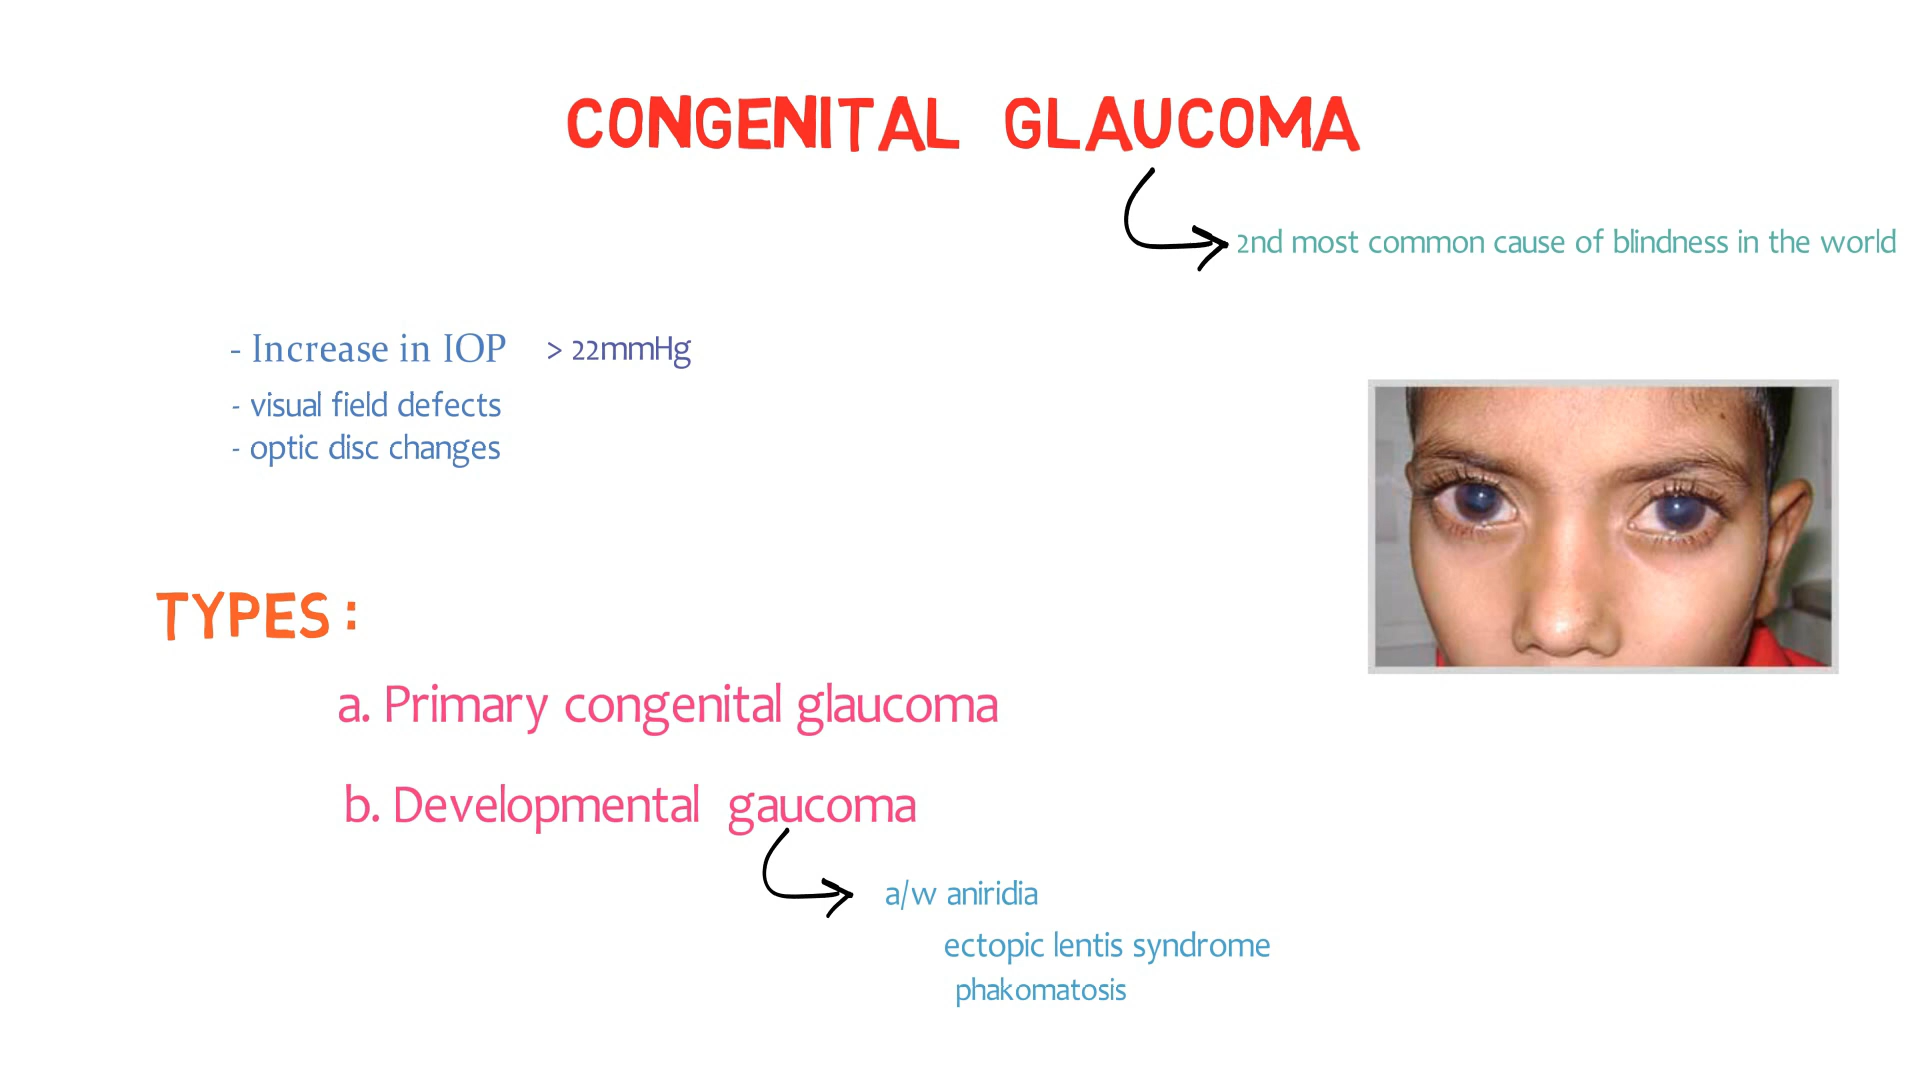 CONGENITAL GLAUCOMA
2nd most common cause of blindness in the world
- Increase in IOP > 22mmHg
- visual field defects
- optic disc changes
TYPES :
a. Primary congenital glaucoma
b. Developmental gaucoma
a/w aniridia
ectopic lentis syndrome
phakomatosis